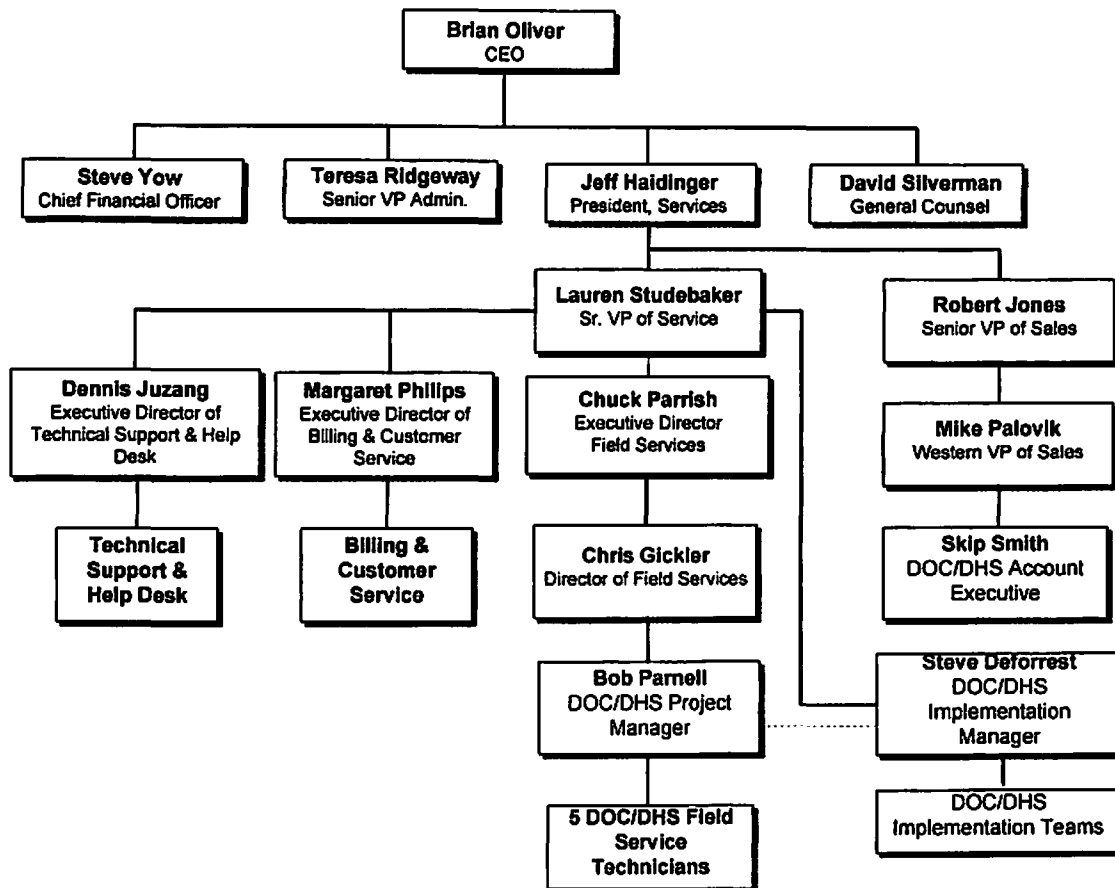 Brian Oliver
CEO
Steve Yow
Chief Financial Officer
Teresa Ridgeway
Senior VP Admin.
Jeff Haidinger
President, Services
David Silverman
General Counsel
Lauren Studebaker
Sr. VP of Service
Robert Jones
Senior VP of Sales
Dennis Juzang
Executive Director of
Technical Support & Help
Desk
Margaret Philips
Executive Director of
Billing & Customer
Service
Chuck Parrish
Executive Director
Field Services
Mike Palovik
Western VP of Sales
Technical
Support &
Help Desk
Billing &
Customer
Service
Chris Gickler
Director of Field Services
Skip Smith
DOC/DHS Account
Executive
Bob Parnell
DOC/DHS Project
Manager
Steve Deforrest
DOC/DHS
Implementation
Manager
5 DOC/DHS Field
Service
Technicians
DOC/DHS
Implementation Teams